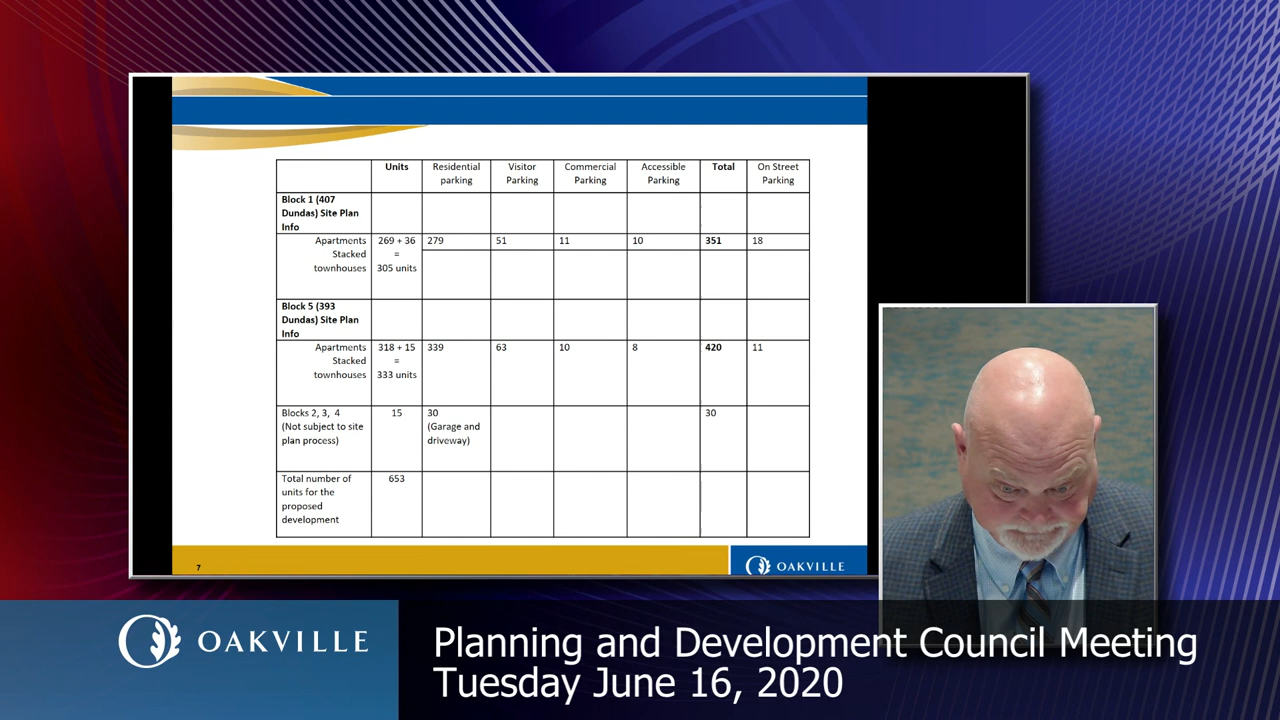 Units
Residential parking
Visitor Parking
Commercial Parking
Accessible Parking
Total
On Street Parking
Block 1 (407
Dundas) Site Plan
Info
Apartments
Stacked
townhouses
269 + 36
=
305 units
279
51
11
10
351
18
Block 5 (393
Dundas) Site Plan
Info
Apartments
Stacked
townhouses
318 + 15
=
333 units
339
63
10
8
420
11
Blocks 2, 3, 4
(Not subject to site
plan process)
15
30
(Garage and
driveway)
30
Total number of
units for the
proposed
development
653
7
OAKVILLE
OAKVILLE
Planning and Development Council Meeting
Tuesday June 16, 2020